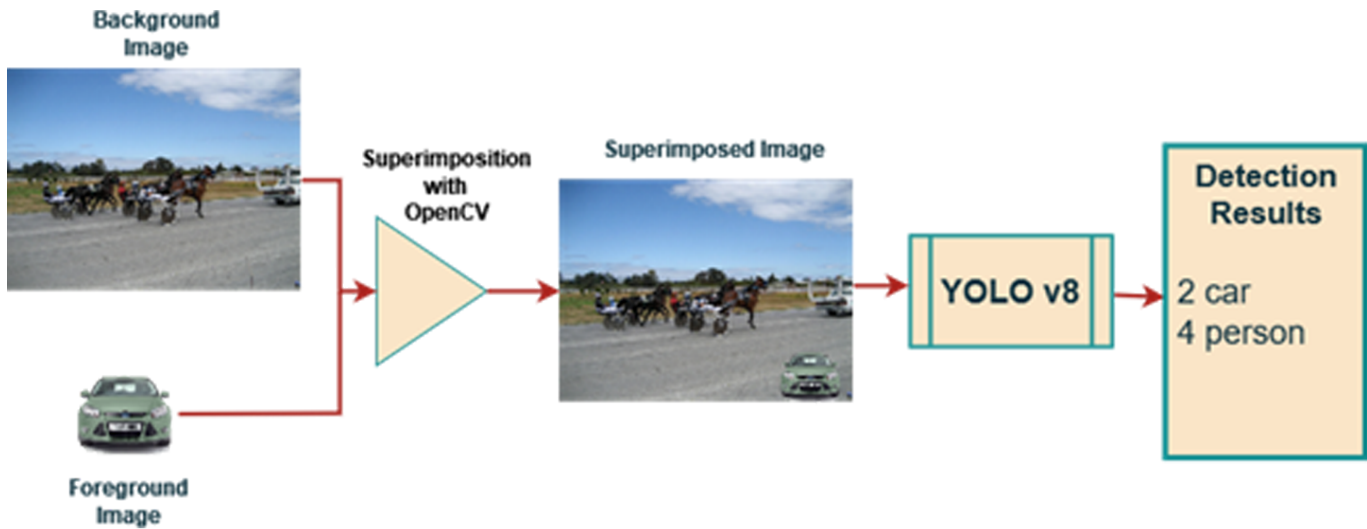 Background
Image
Superimposition
with
OpenCV
Superimposed Image
YOLO v8
Detection
Results
2 car
4 person
Foreground
Image